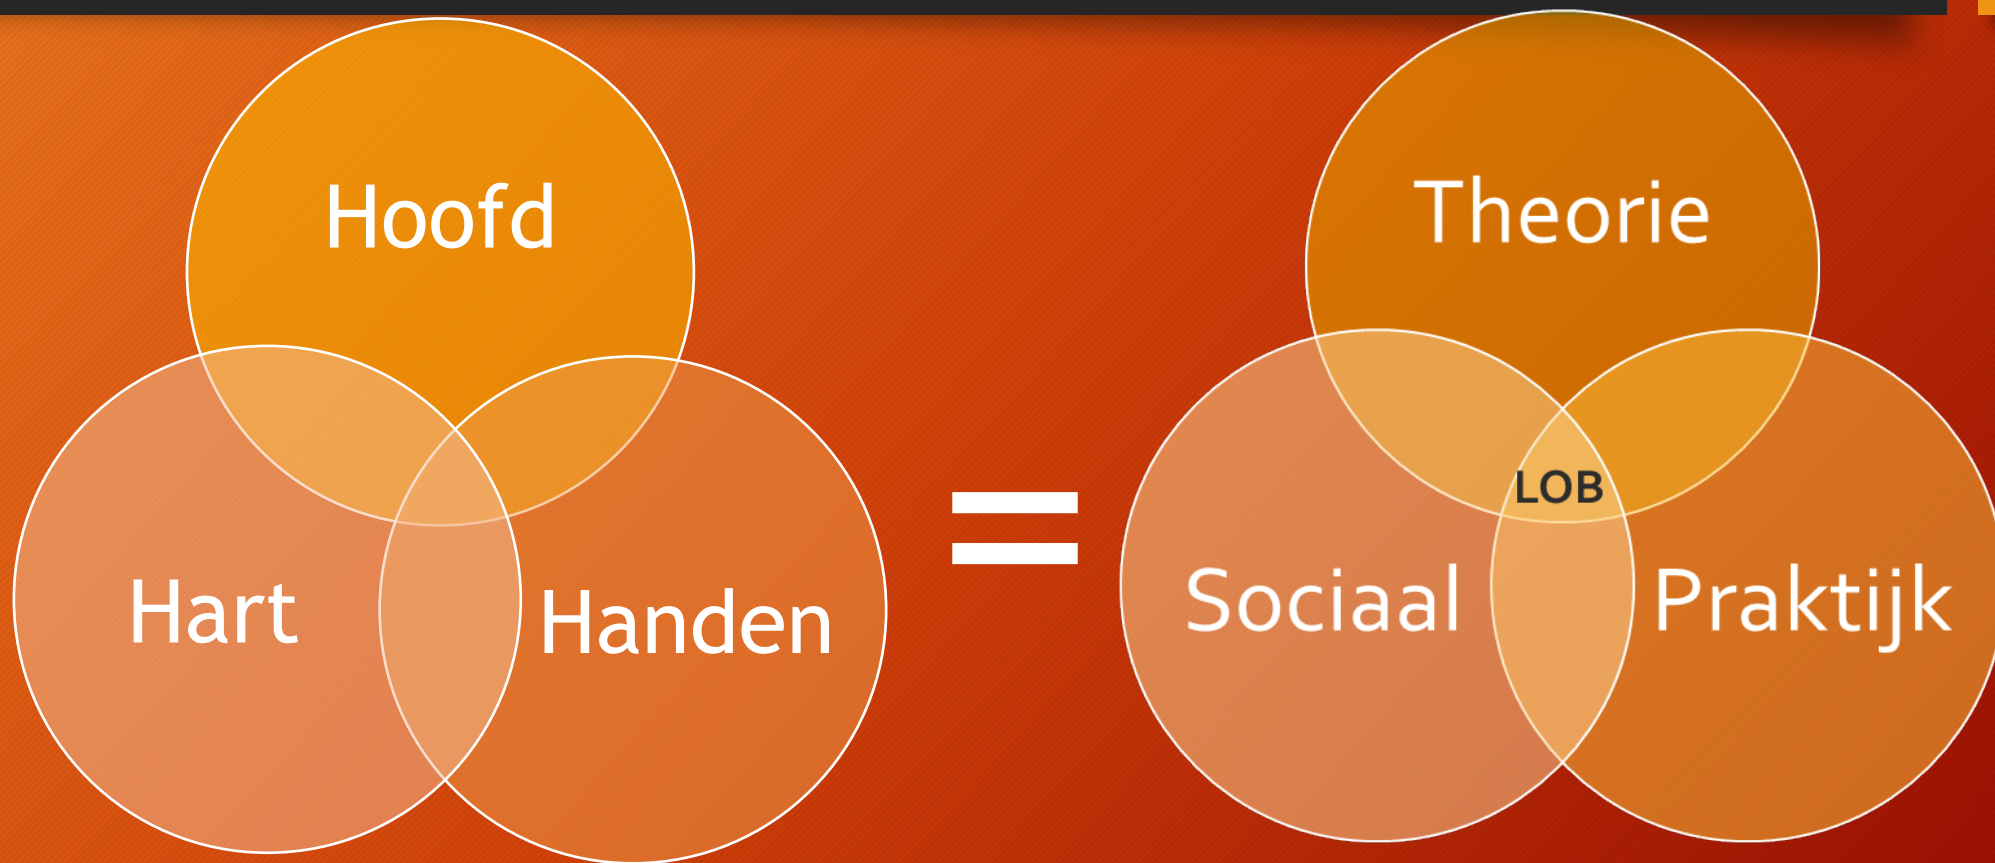 Hoofd
Hart
Handen
=
Theorie
LOB
Sociaal
Praktijk